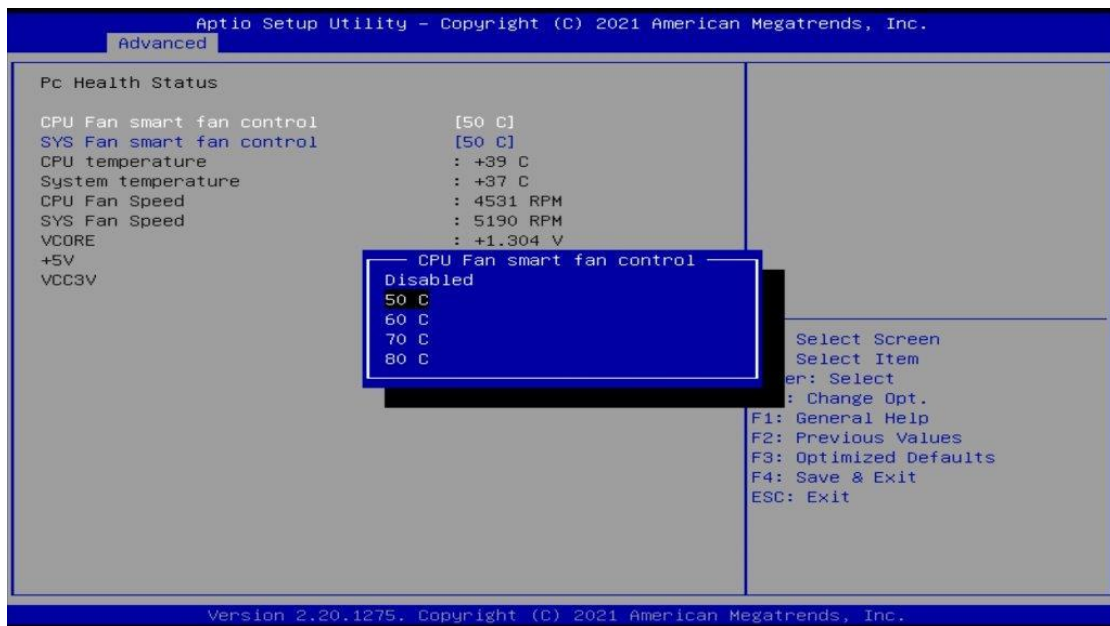 Aptio Setup Utility – Copyright (C) 2021 American Megatrends, Inc.
Advanced
Pc Health Status
CPU Fan smart fan control [50 C]
SYS Fan smart fan control [50 C]
CPU temperature : +39 C
System temperature : +37 C
CPU Fan Speed : 4531 RPM
SYS Fan Speed : 5190 RPM
VCORE : +1.304 V
+5V
VCC3V
CPU Fan smart fan control
Disabled
50 C
60 C
70 C
80 C
Select Screen
Select Item
er: Select
: Change Opt.
F1: General Help
F2: Previous Values
F3: Optimized Defaults
F4: Save & Exit
ESC: Exit
Version 2.20.1275. Copyright (C) 2021 American Megatrends, Inc.